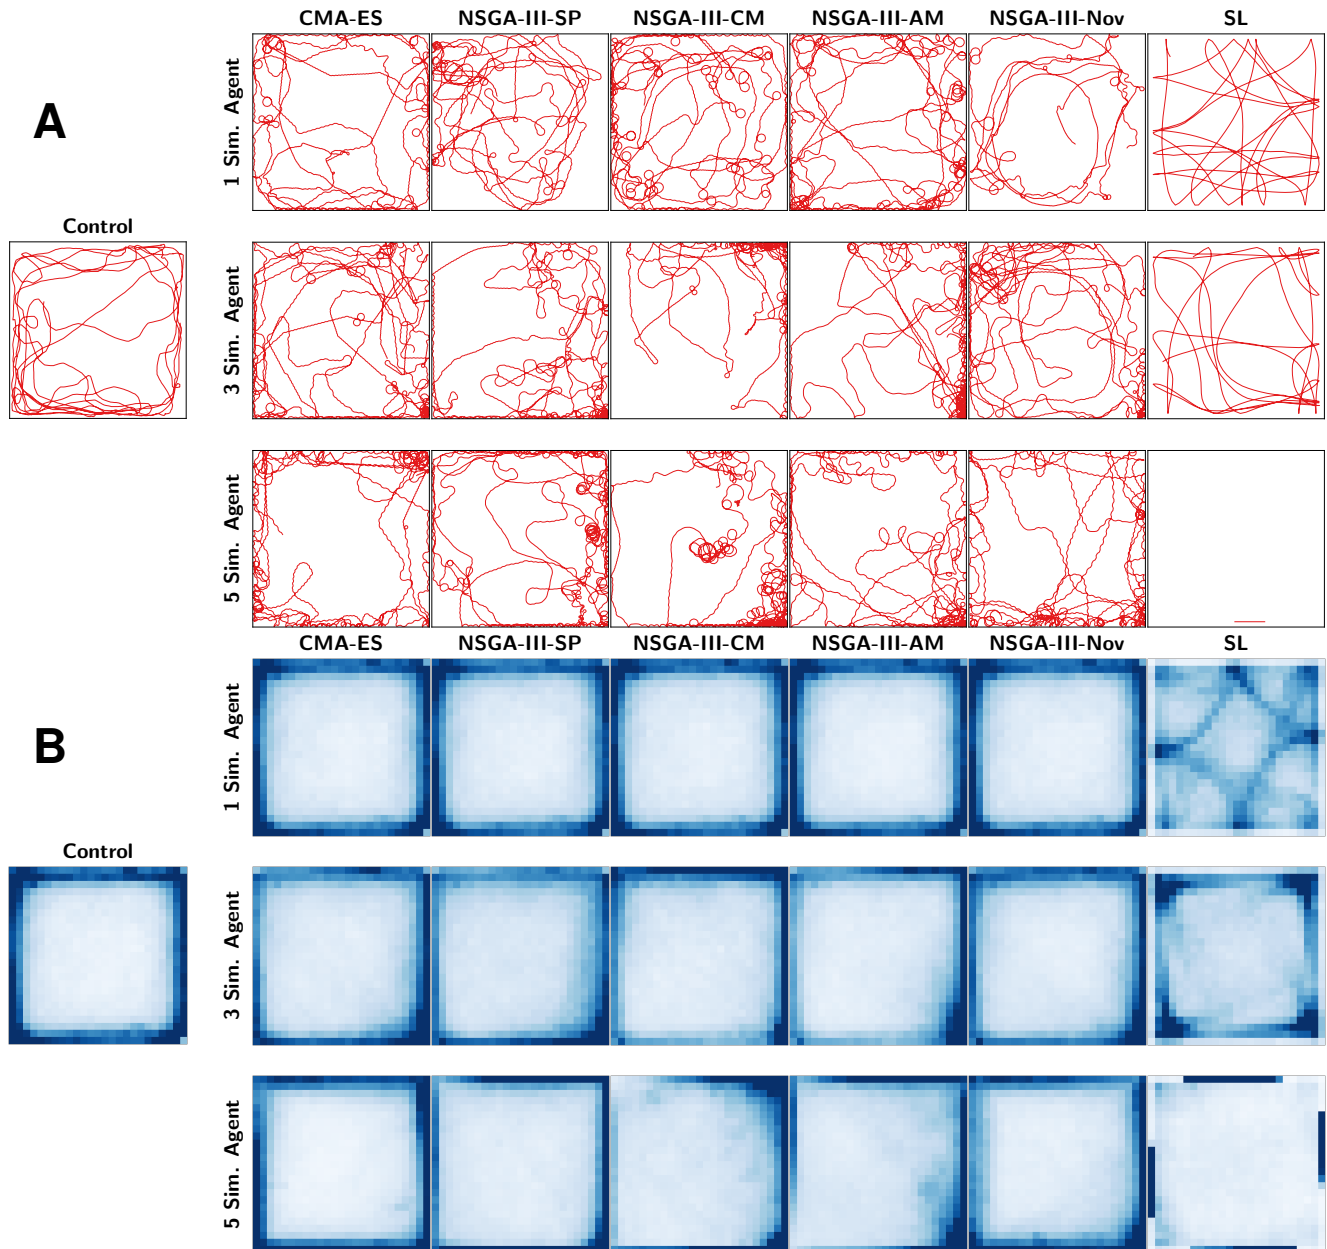 CMA-ES NSGA-III-SP NSGA-III-CM NSGA-III-AM NSGA-III-Nov SL
A
1 Sim. Agent
Control
3 Sim. Agent
5 Sim. Agent
CMA-ES NSGA-III-SP NSGA-III-CM NSGA-III-AM NSGA-III-Nov SL
B
1 Sim. Agent
Control
3 Sim. Agent
5 Sim. Agent